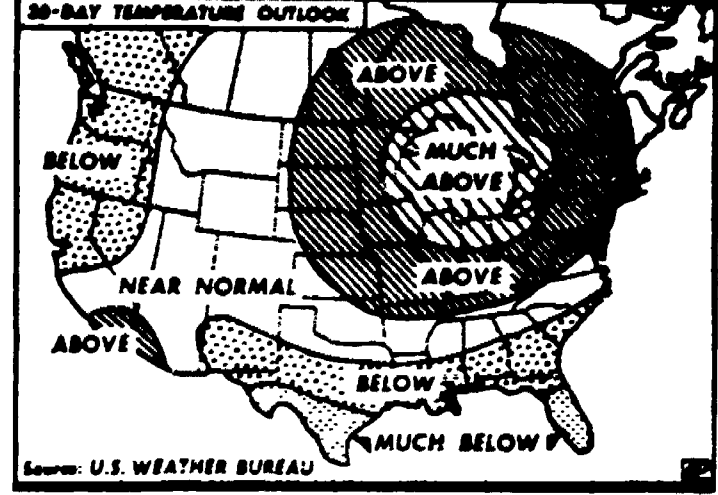 30-DAY TEMPERATURE OUTLOOK
ABOVE
MUCH
ABOVE
BELOW
ABOVE
NEAR NORMAL
ABOVE
BELOW
MUCH BELOW
Source: U.S. WEATHER BUREAU